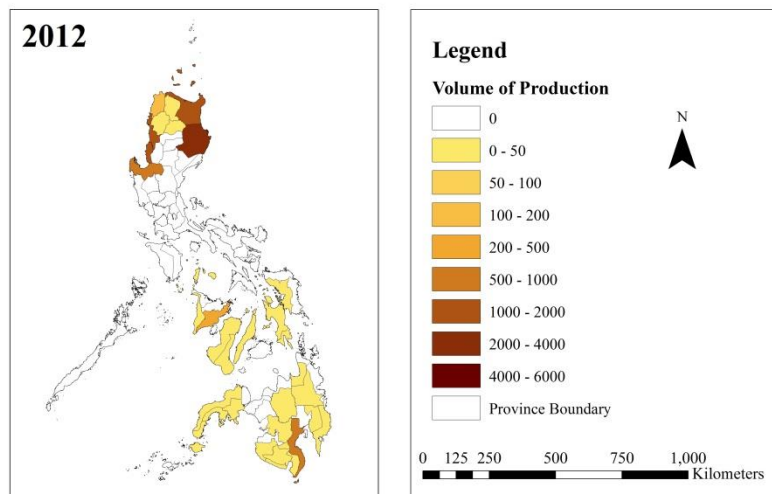 2012
Legend
Volume of Production
0
0 - 50
50 - 100
100 - 200
200 - 500
500 - 1000
1000 - 2000
2000 - 4000
4000 - 6000
Province Boundary
N
0 125 250 500 750 1,000
Kilometers